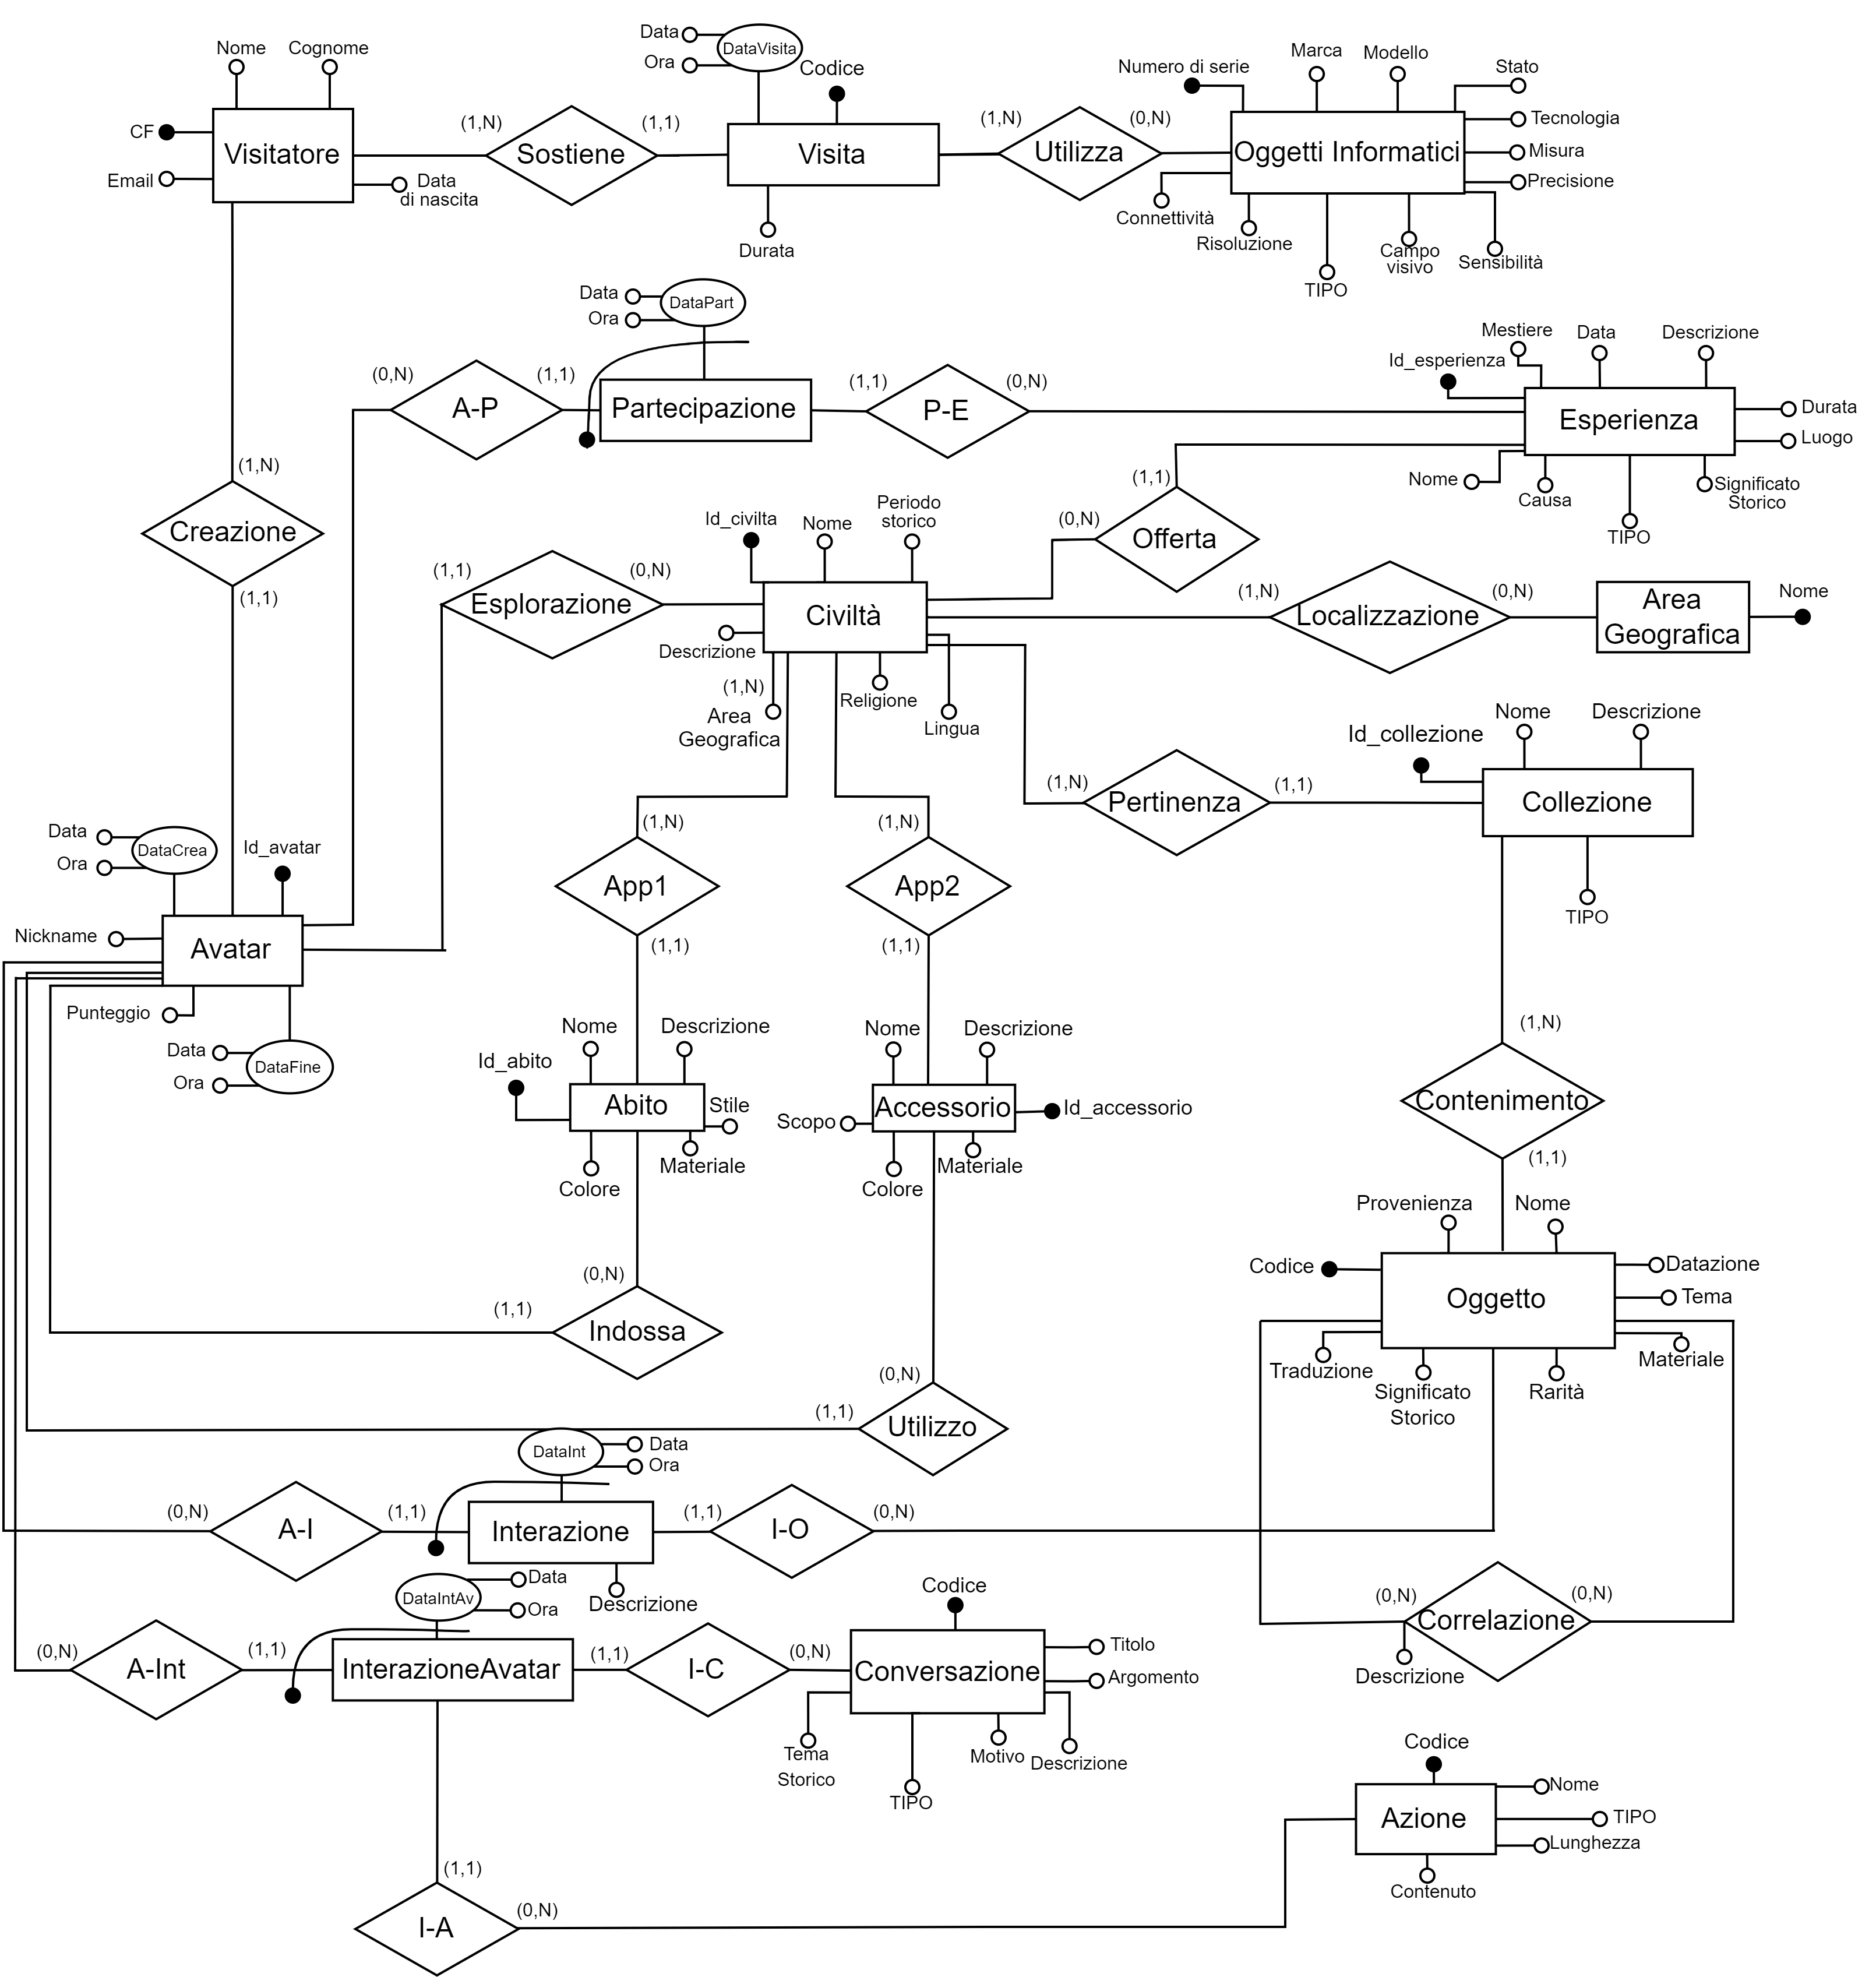 Nome
Cognome
CF
Visitatore
Email
Data
di nascita
(1,N)
Sostiene
(1,1)
Data
Ora
DataVisita
Codice
Visita
Durata
(1,N)
Utilizza
(0,N)
Numero di serie
Marca
Modello
Stato
Tecnologia
Misura
Precisione
Oggetti Informatici
Connettività
Risoluzione
TIPO
Campo
visivo
Sensibilità
Data
Ora
DataPart
(0,N)
A-P
(1,1)
Partecipazione
(1,1)
P-E
(0,N)
Mestiere
Data
Descrizione
Id_esperienza
Esperienza
Durata
Luogo
Nome
Causa
TIPO
Significato
Storico
(1,N)
Creazione
(1,1)
(1,1)
Offerta
(0,N)
Id_civilta
Nome
Periodo
storico
(1,1)
Esplorazione
(0,N)
Civiltà
Descrizione
(1,N)
Area
Geografica
Religione
Lingua
(1,N)
Localizzazione
(0,N)
Area
Geografica
Nome
(1,N)
Pertinenza
(1,1)
Id_collezione
Nome
Descrizione
Collezione
TIPO
(1,N)
App1
(1,1)
(1,N)
App2
(1,1)
Data
Ora
DataCrea
Id_avatar
Nickname
Avatar
Punteggio
Data
Ora
DataFine
Nome
Descrizione
Id_abito
Abito
Stile
Materiale
Colore
Nome
Descrizione
Scopo
Accessorio
Id_accessorio
Materiale
Colore
(1,N)
Contenimento
(1,1)
Provenienza
Nome
Codice
Oggetto
Datazione
Tema
Traduzione
Significato
Storico
Rarità
Materiale
(0,N)
(1,1)
Indossa
(0,N)
(1,1)
Utilizzo
DataInt
Data
Ora
(0,N)
A-I
(1,1)
Interazione
Descrizione
(1,1)
I-O
(0,N)
(0,N)
Correlazione
(0,N)
Descrizione
DataIntAv
Data
Ora
(0,N)
A-Int
(1,1)
InterazioneAvatar
(1,1)
I-C
(0,N)
Codice
Conversazione
Titolo
Argomento
Tema
Storico
TIPO
Motivo
Descrizione
Codice
Azione
Nome
TIPO
Lunghezza
Contenuto
(1,1)
I-A
(0,N)